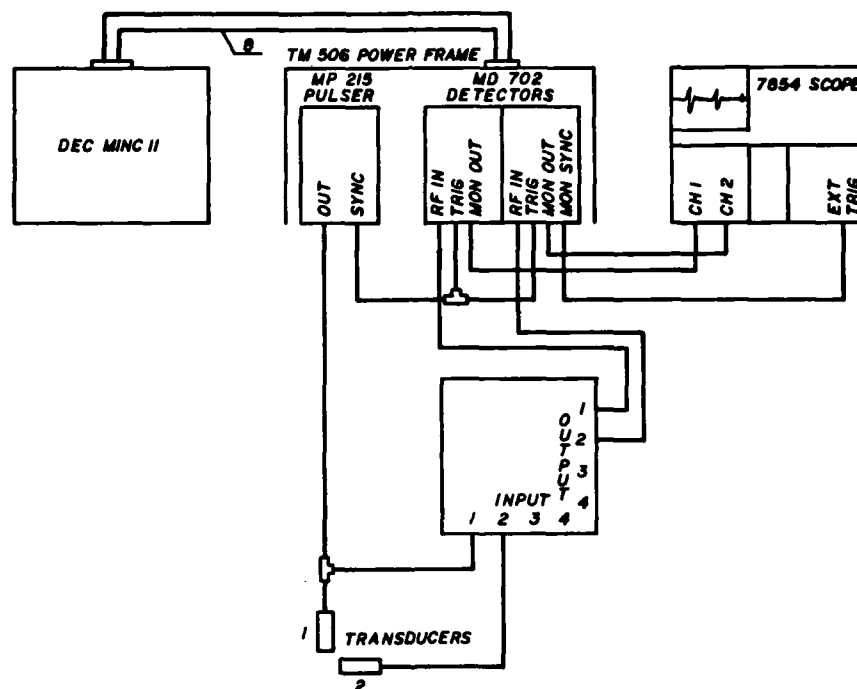 8
TM 506 POWER FRAME
MP 215
PULSER
MD 702
DETECTORS
7854 SCOPE
DEC MINC II
OUT
SYNC
RF IN
TRIG
MON OUT
RF IN
TRIG
MON OUT
MON SYNC
CH 1
CH 2
EXT
TRIG
OUTPUT
1
2
3
4
INPUT
1
2
3
4
1
TRANSDUCERS
2